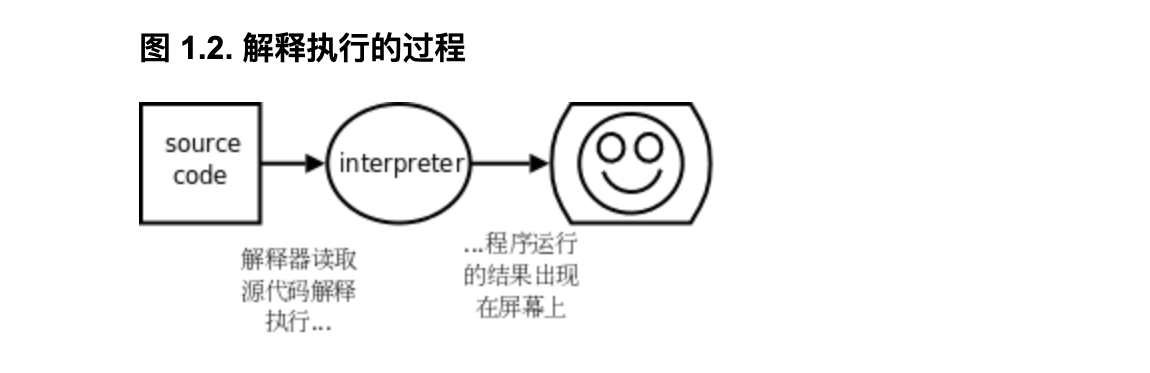 图 1.2. 解释执行的过程
source
code
interpreter
解释器读取
源代码解释
执行...
...程序运行
的结果出现
在屏幕上